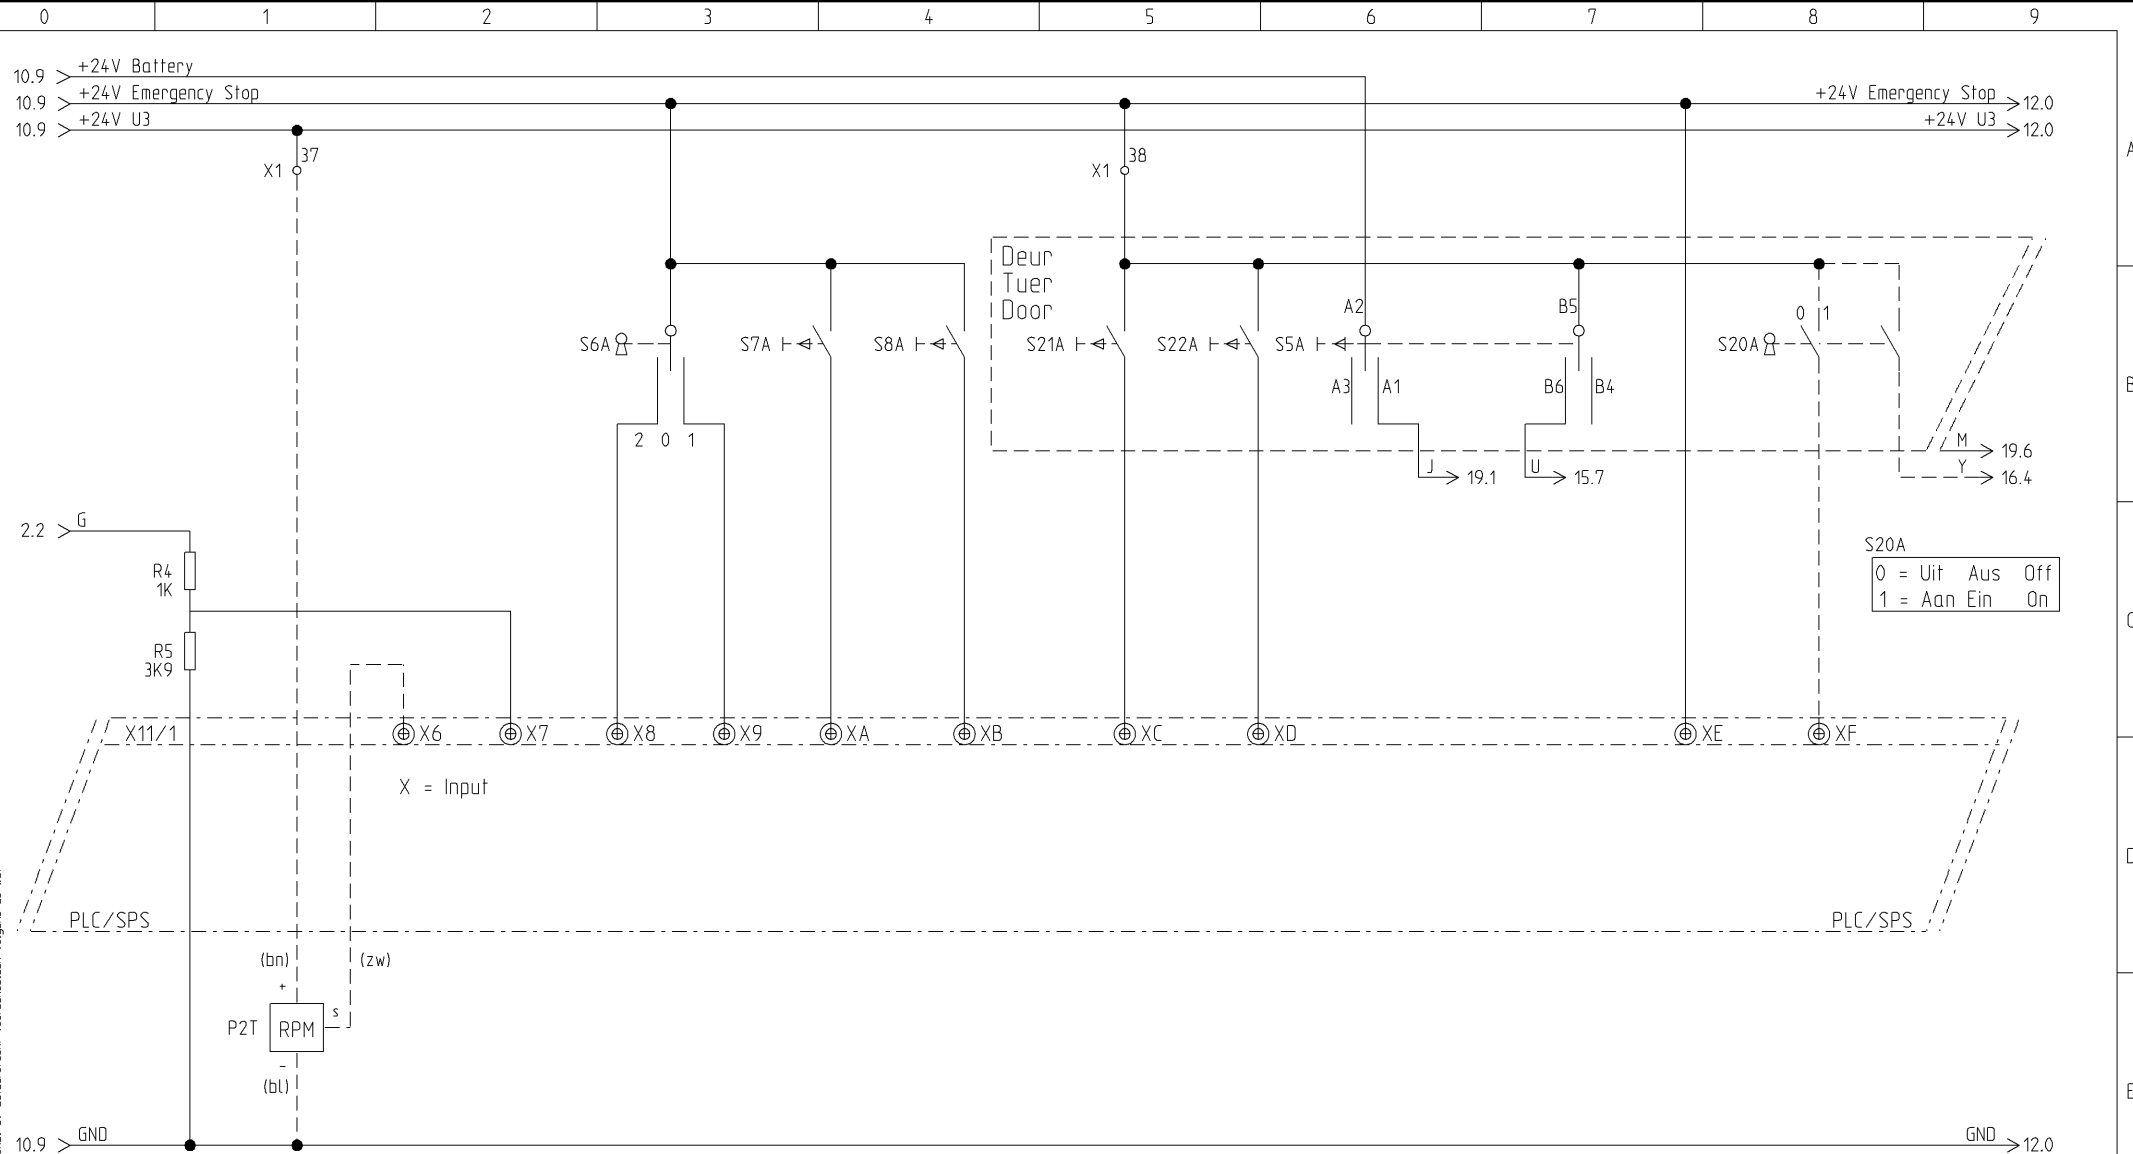 0 1 2 3 4 5 6 7 8 9
10.9 +24V Battery
10.9 +24V Emergency Stop +24V Emergency Stop 12.0
10.9 +24V U3 +24V U3 12.0
A
37 38
X1 X1
Deur
Tuer
Door
A2 B5 0 1
S6A S7A S8A S21A S22A S5A S20A
A3 A1 B6 B4
B
2 0 1
M 19.6
J 19.1 U 15.7 Y 16.4
G
2.2
S20A
R4
1K
0 = Uit Aus Off
1 = Aan Ein On
R5
3K9
X11/1 X6 X7 X8 X9 XA XB XC XD XE XF
X = Input
PLC/SPS PLC/SPS
(bn) (zw)
+
s
P2T RPM
-
(bl)
E
10.9 GND GND 12.0